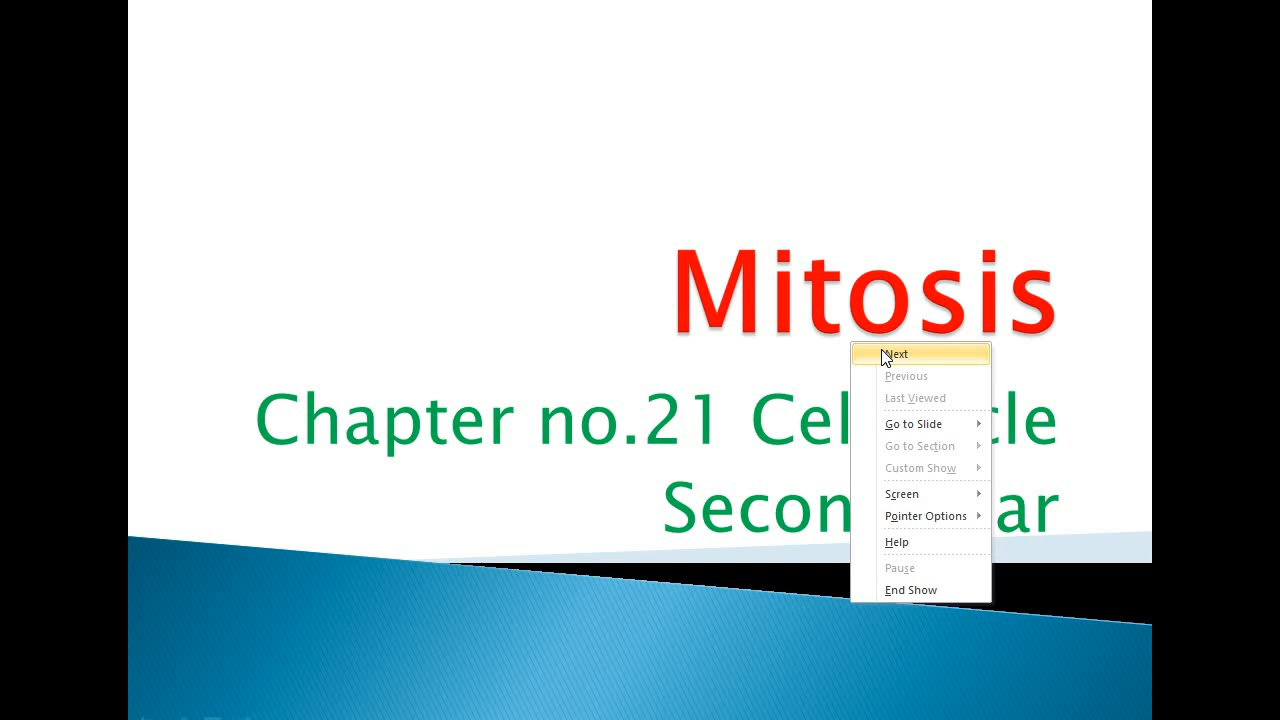 Mitosis
Chapter no.21 Cel cle
Secon ar
Next
Previous
Last Viewed
Go to Slide
Go to Section
Custom Show
Screen
Pointer Options
Help
Pause
End Show